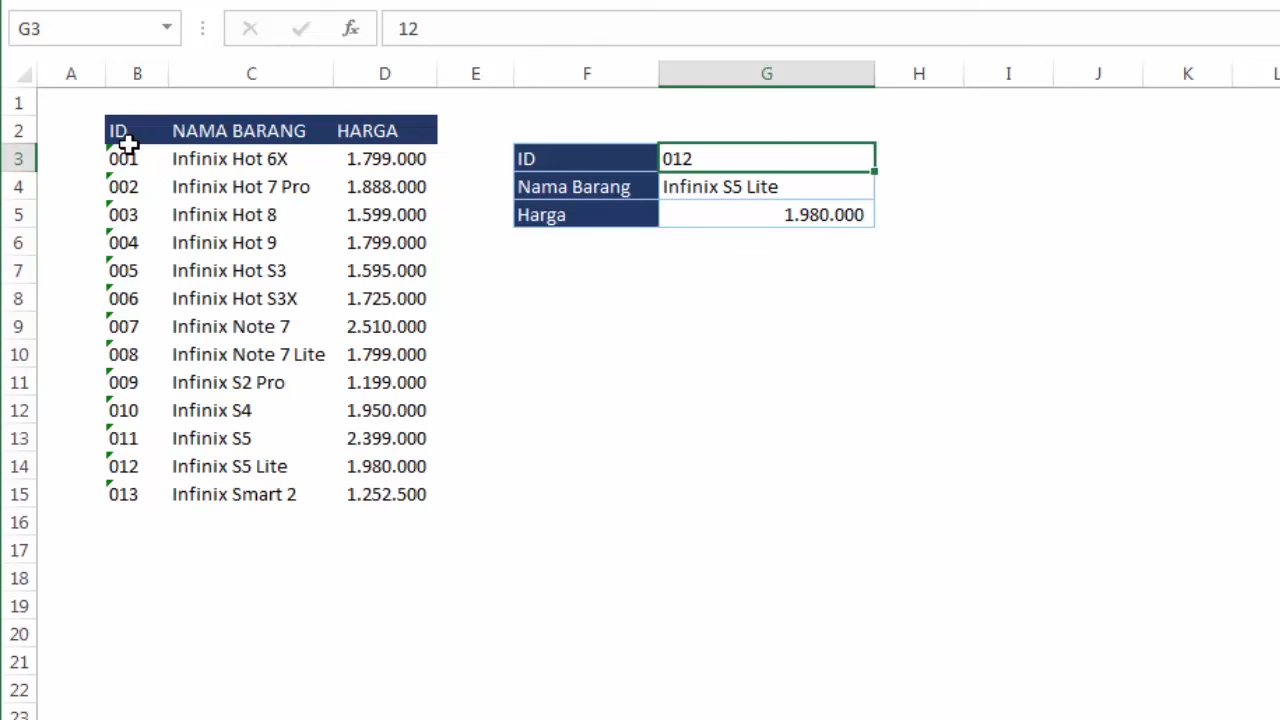 G3 fx 12
A B C D E F G H I J K L
1
2 ID NAMA BARANG HARGA
3 001 Infinix Hot 6X 1.799.000 ID 012
4 002 Infinix Hot 7 Pro 1.888.000 Nama Barang Infinix S5 Lite
5 003 Infinix Hot 8 1.599.000 Harga 1.980.000
6 004 Infinix Hot 9 1.799.000
7 005 Infinix Hot S3 1.595.000
8 006 Infinix Hot S3X 1.725.000
9 007 Infinix Note 7 2.510.000
10 008 Infinix Note 7 Lite 1.799.000
11 009 Infinix S2 Pro 1.199.000
12 010 Infinix S4 1.950.000
13 011 Infinix S5 2.399.000
14 012 Infinix S5 Lite 1.980.000
15 013 Infinix Smart 2 1.252.500
16
17
18
19
20
21
22
23